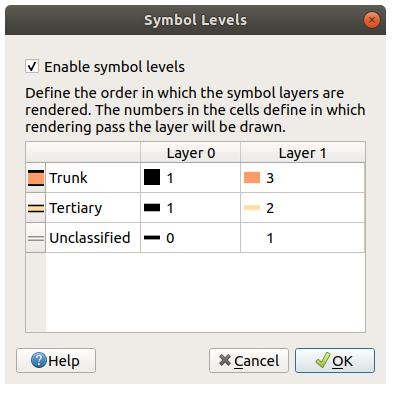 Symbol Levels
Enable symbol levels
Define the order in which the symbol layers are
rendered. The numbers in the cells define in which
rendering pass the layer will be drawn.
Layer 0 Layer 1
Trunk 1 3
Tertiary 1 2
Unclassified 0 1
Help Cancel OK